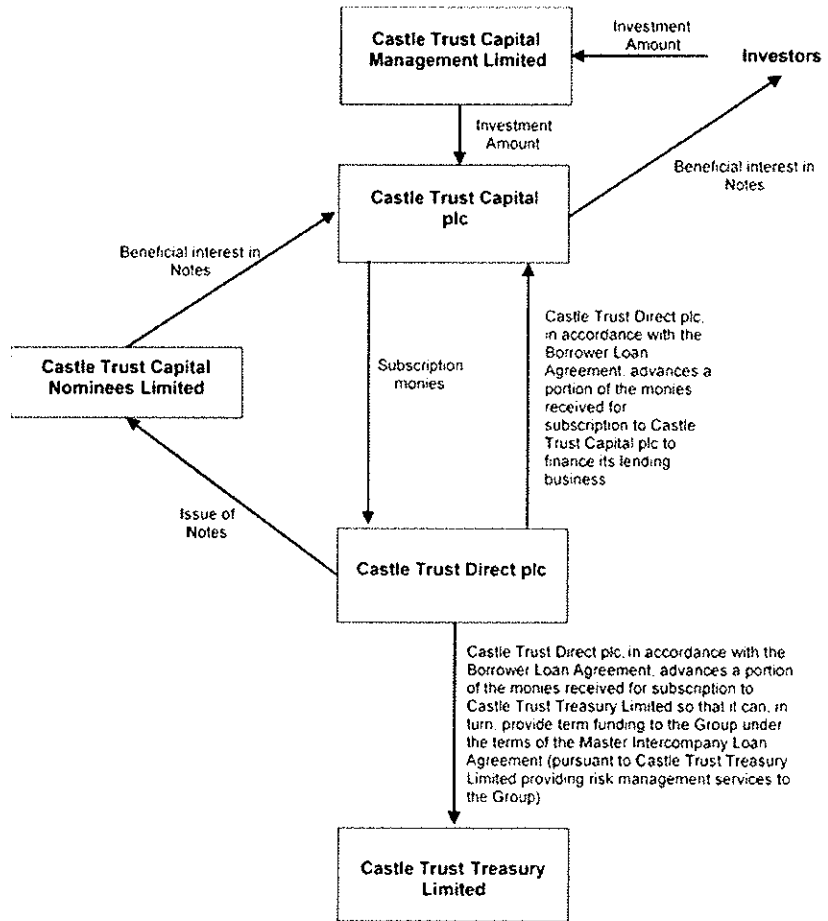 Castle Trust Capital
Management Limited
Investment
Amount
Investors
Investment
Amount
Castle Trust Capital
plc
Beneficial interest in
Notes
Beneficial interest in
Notes
Castle Trust Capital
Nominees Limited
Subscription
monies
Castle Trust Direct plc,
in accordance with the
Borrower Loan
Agreement, advances a
portion of the monies
received for
subscription to Castle
Trust Capital plc to
finance its lending
business
Issue of
Notes
Castle Trust Direct plc
Castle Trust Direct plc, in accordance with the
Borrower Loan Agreement, advances a portion
of the monies received for subscription to
Castle Trust Treasury Limited so that it can, in
turn, provide term funding to the Group under
the terms of the Master Intercompany Loan
Agreement (pursuant to Castle Trust Treasury
Limited providing risk management services to
the Group)
Castle Trust Treasury
Limited